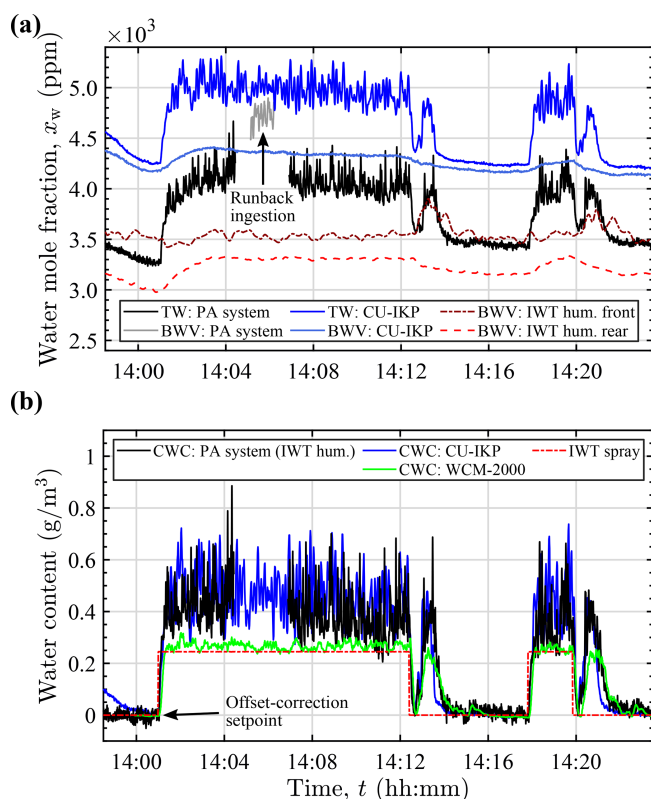 (a)
×10³
Water mole fraction, x_w (ppm)
5.0
4.5
4.0
3.5
3.0
2.4
Runback
ingestion
TW: PA system
TW: CU-IKP
BWV: IWT hum. front
BWV: PA system
BWV: CU-IKP
BWV: IWT hum. rear
14:00
14:04
14:08
14:12
14:16
14:20
(b)
Water content (g/m³)
CWC: PA system (IWT hum.)
CWC: CU-IKP
IWT spray
CWC: WCM-2000
1
0.8
0.6
0.4
0.2
0
Offset-correction
setpoint
14:00
14:04
14:08
14:12
14:16
14:20
Time, t (hh:mm)